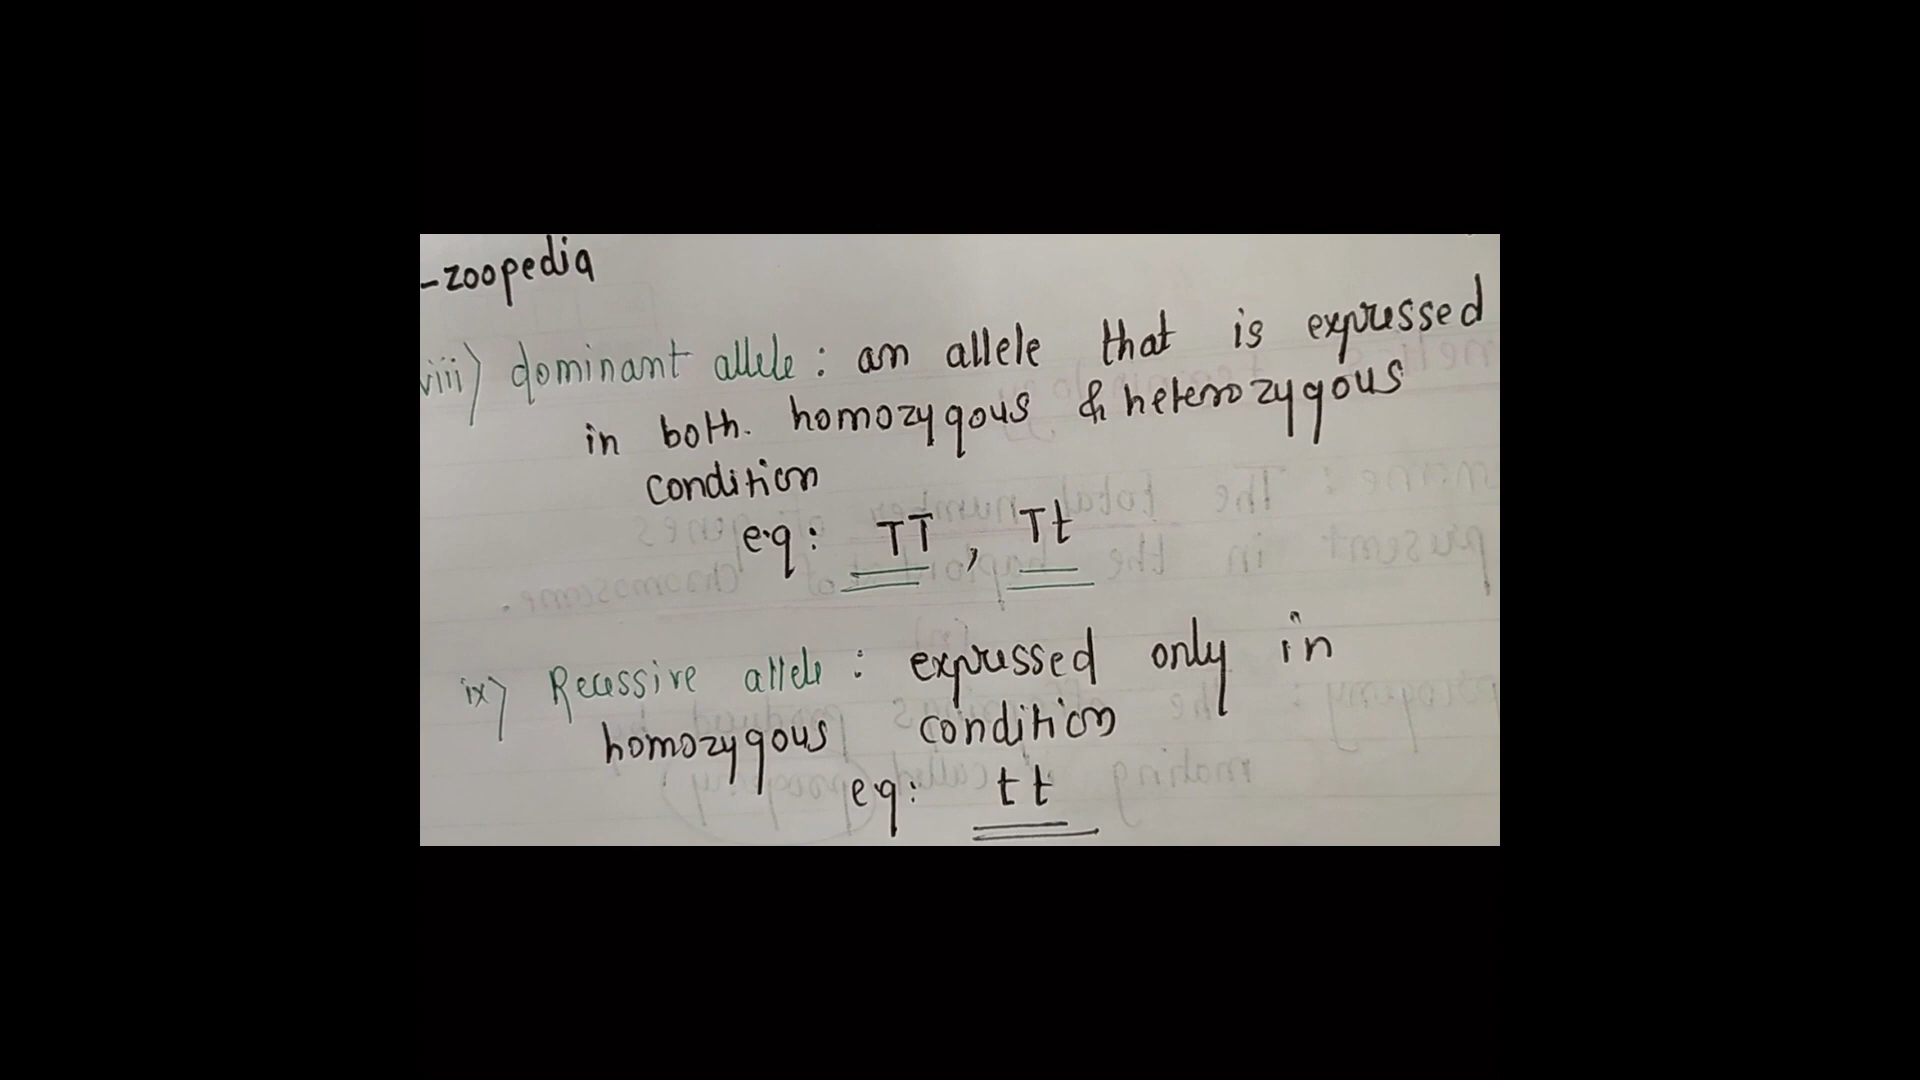 -zoopedia
viii) dominant allele : an allele that is expressed
in both homozygous & heterozygous
condition
eg: TT , Tt
ix) Recessive allele : expressed only in
homozygous condition
eg: tt